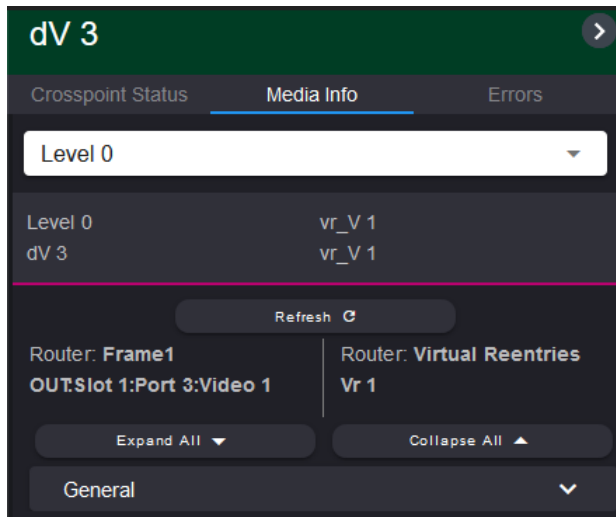 dV 3
Crosspoint Status Media Info Errors
Level 0
Level 0 vr_V 1
dV 3 vr_V 1
Refresh
Router: Frame1 Router: Virtual Reentries
OUT:Slot 1:Port 3:Video 1 Vr 1
Expand All Collapse All
General